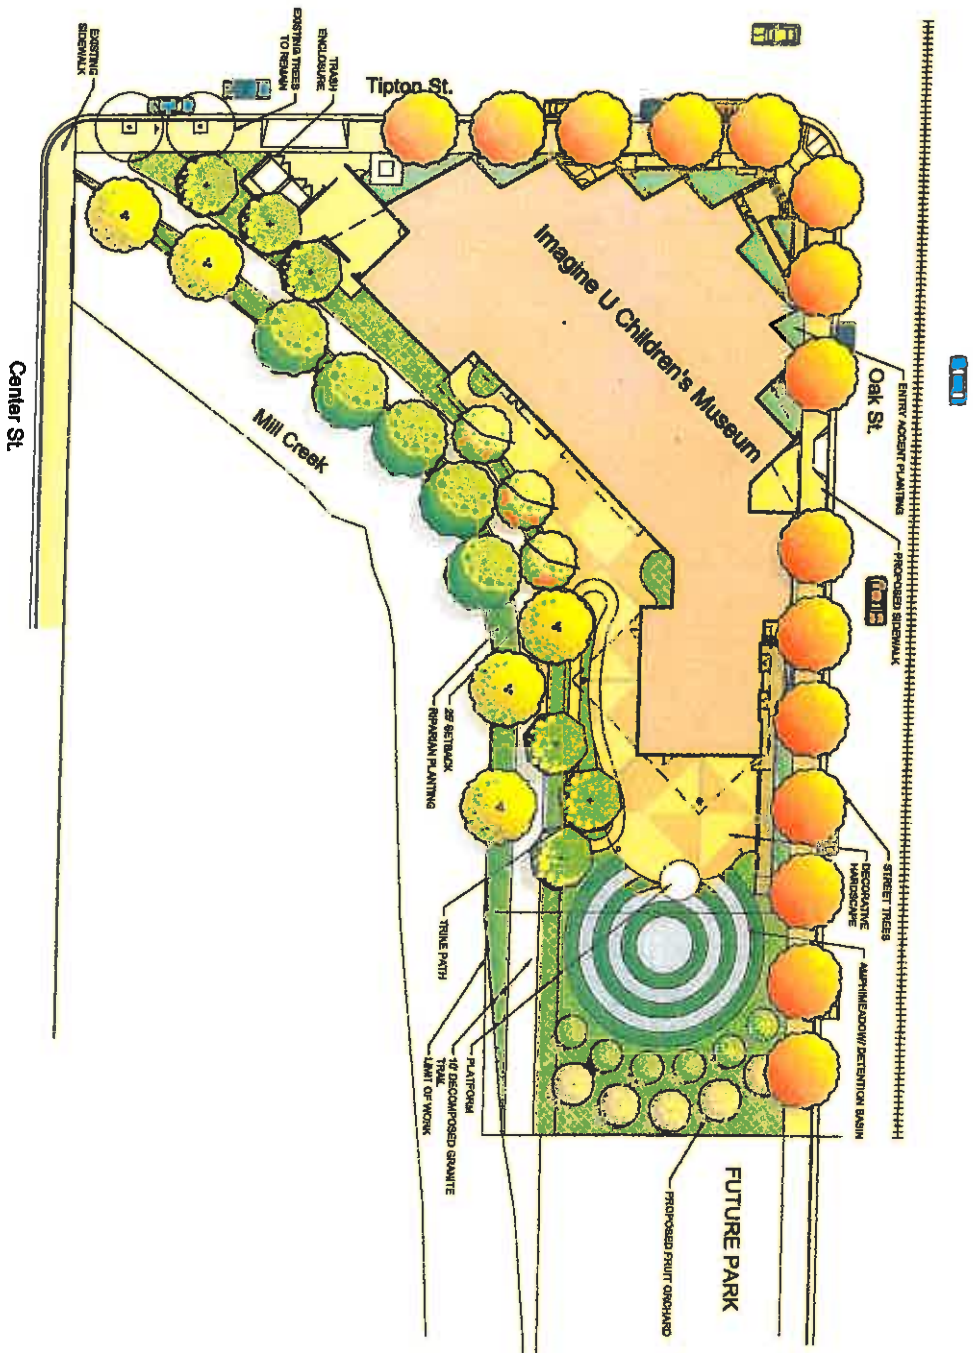 Tipton St.
TRASH
ENCLOSURE
EXISTING TREES
TO REMAIN
EXISTING
SIDEWALK
Imagine U Children's Museum
Oak St.
ENTRY ACCENT PLANTING
PROPOSED SIDEWALK
Center St.
Mill Creek
25' SETBACK
RIPARIAN PLANTING
STREET TREES
DECORATIVE
HARDSCAPE
AMPHIMEADOW/ DETENTION BASIN
TRIKE PATH
PLATFORM
10' DECOMPOSED GRANITE
TRAIL
LIMIT OF WORK
FUTURE PARK
PROPOSED FRUIT ORCHARD